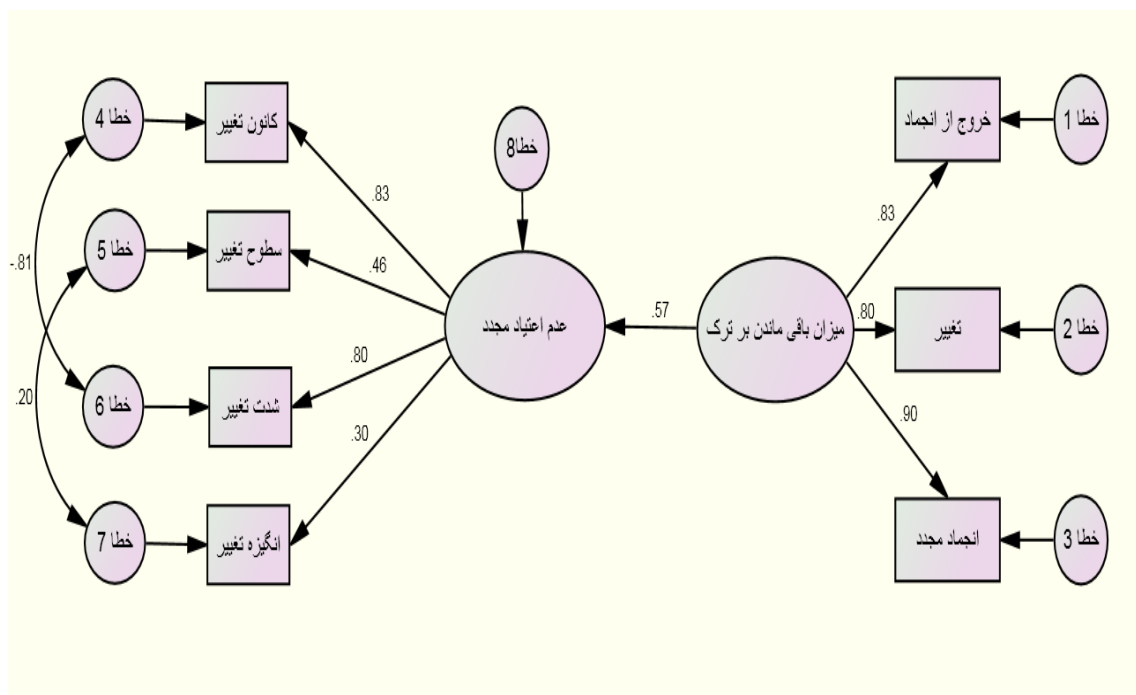 خطا 4
کانون تغییر
خطا8
خروج از انجماد
خطا 1
.83
.83
خطا 5
سطوح تغییر
.46
-.81
عدم اعتیاد مجدد
.57
میزان باقی ماندن بر ترک
.80
تغییر
خطا 2
.80
.20
خطا 6
شدت تغییر
.30
.90
خطا 7
انگیزه تغییر
انجماد مجدد
خطا 3